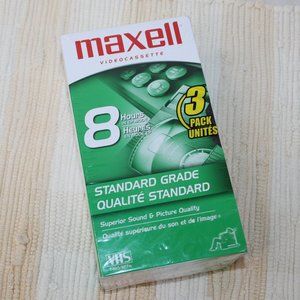 maxell
VIDEOCASSETTE
8 Hours
Heures
3
PACK
UNITÉS
STANDARD GRADE
QUALITÉ STANDARD
Superior Sound & Picture Quality
Qualité supérieure du son et de l'image
VHS